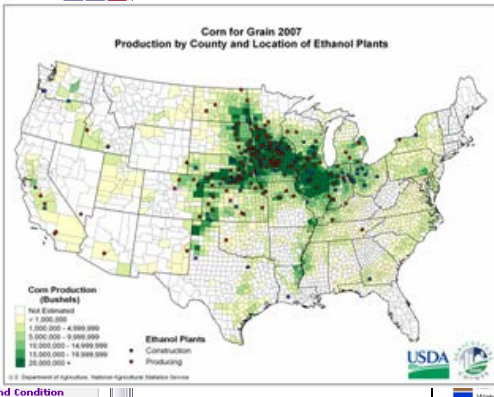 Corn for Grain 2007
Production by County and Location of Ethanol Plants
Corn Production
(Bushels)
Not Estimated
< 1,000,000
1,000,000 - 4,999,999
5,000,000 - 9,999,999
10,000,000 - 14,999,999
15,000,000 - 19,999,999
20,000,000 +
Ethanol Plants
Construction
Producing
USDA
U.S. Department of Agriculture, National Agricultural Statistics Service
nd Condition